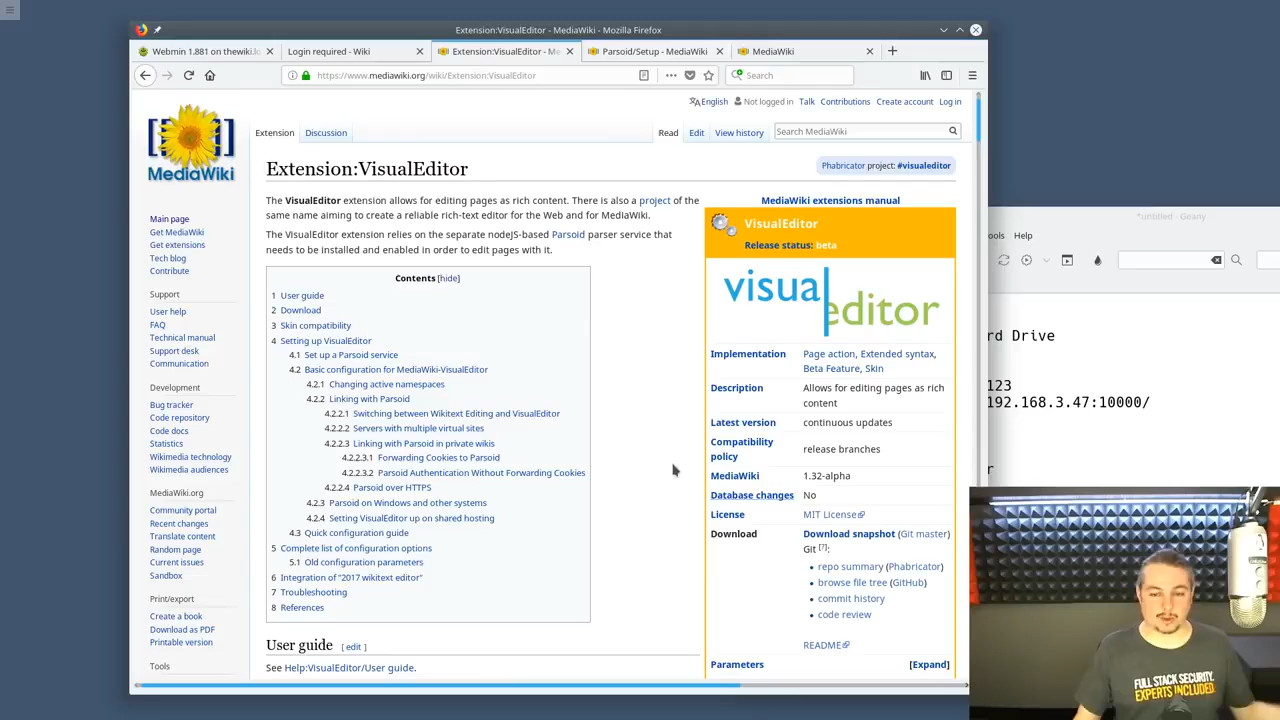 Extension:VisualEditor - MediaWiki - Mozilla Firefox
Webmin 1.881 on thewiki.lo
Login required - Wiki
Extension:VisualEditor - Me
Parsoid/Setup - MediaWiki
MediaWiki
https://www.mediawiki.org/wiki/Extension:VisualEditor
Search
English
Not logged in
Talk
Contributions
Create account
Log in
Extension
Discussion
Read
Edit
View history
Search MediaWiki
MediaWiki
Extension:VisualEditor
Phabricator project: #visualeditor
The VisualEditor extension allows for editing pages as rich content. There is also a project of the
same name aiming to create a reliable rich-text editor for the Web and for MediaWiki.
The VisualEditor extension relies on the separate nodeJS-based Parsoid parser service that
needs to be installed and enabled in order to edit pages with it.
Main page
Get MediaWiki
Get extensions
Tech blog
Contribute
Support
User help
FAQ
Technical manual
Support desk
Communication
Development
Bug tracker
Code repository
Code docs
Statistics
Wikimedia technology
Wikimedia audiences
MediaWiki.org
Community portal
Recent changes
Translate content
Random page
Current issues
Sandbox
Print/export
Create a book
Download as PDF
Printable version
Tools
Contents [hide]
1 User guide
2 Download
3 Skin compatibility
4 Setting up VisualEditor
4.1 Set up a Parsoid service
4.2 Basic configuration for MediaWiki-VisualEditor
4.2.1 Changing active namespaces
4.2.2 Linking with Parsoid
4.2.2.1 Switching between Wikitext Editing and VisualEditor
4.2.2.2 Servers with multiple virtual sites
4.2.2.3 Linking with Parsoid in private wikis
4.2.2.3.1 Forwarding Cookies to Parsoid
4.2.2.3.2 Parsoid Authentication Without Forwarding Cookies
4.2.2.4 Parsoid over HTTPS
4.2.3 Parsoid on Windows and other systems
4.2.4 Setting VisualEditor up on shared hosting
4.3 Quick configuration guide
5 Complete list of configuration options
5.1 Old configuration parameters
6 Integration of "2017 wikitext editor"
7 Troubleshooting
8 References
User guide [ edit ]
See Help:VisualEditor/User guide.
MediaWiki extensions manual
VisualEditor
Release status: beta
visual editor
Implementation Page action, Extended syntax,
Beta Feature, Skin
Description Allows for editing pages as rich
content
Latest version continuous updates
Compatibility
policy release branches
MediaWiki 1.32-alpha
Database changes No
License MIT License
Download Download snapshot (Git master)
Git [?]:
repo summary (Phabricator)
browse file tree (GitHub)
commit history
code review
README
Parameters [Expand]
*untitled - Geany
ools Help
rd Drive
123
192.168.3.47:10000/
r
FULL STACK SECURITY.
EXPERTS INCLUDED.